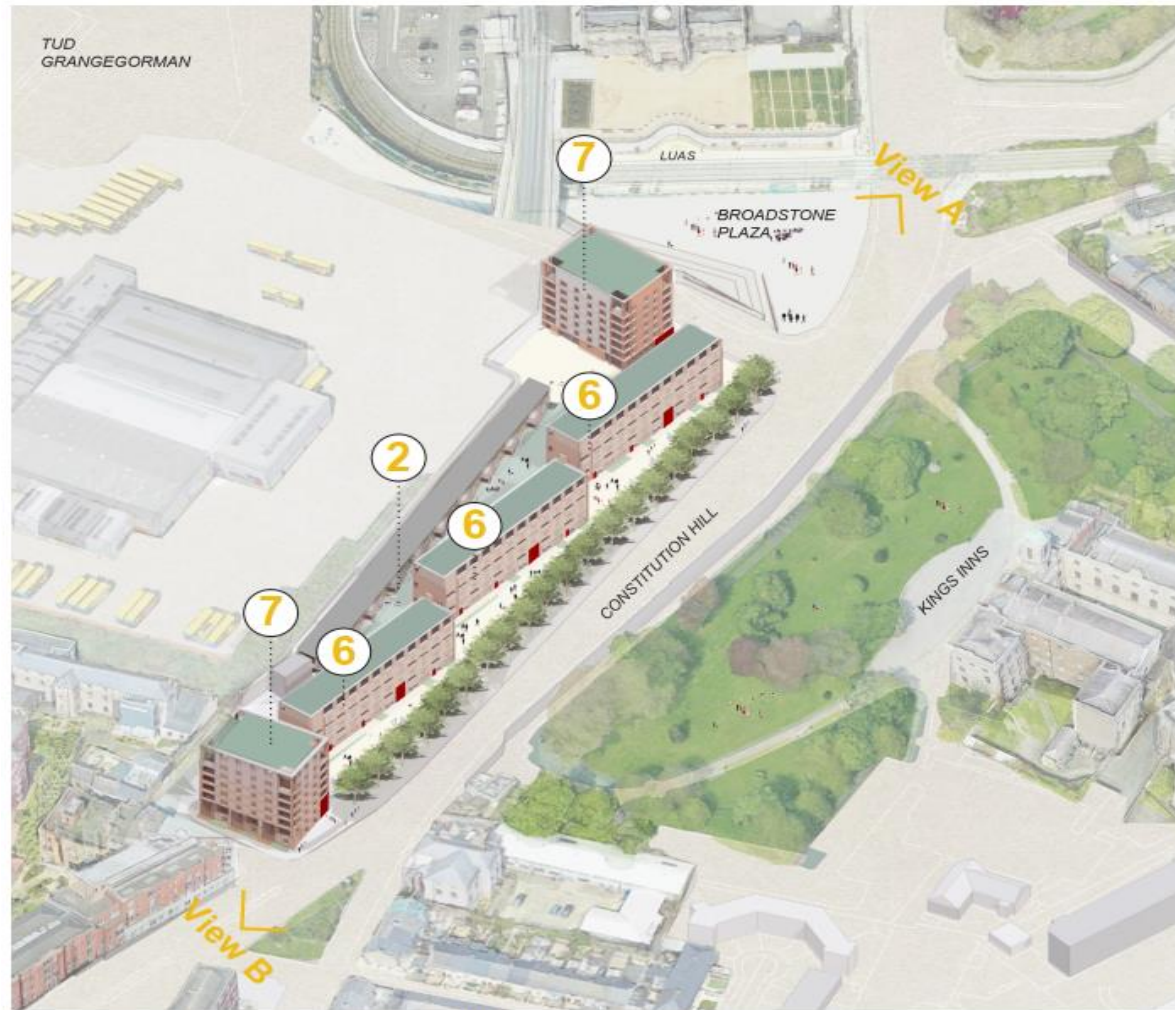 TUD
GRANGEGORMAN
7
LUAS
View A
BROADSTONE
PLAZA
6
2
6
CONSTITUTION HILL
KINGS INNS
7
6
View B